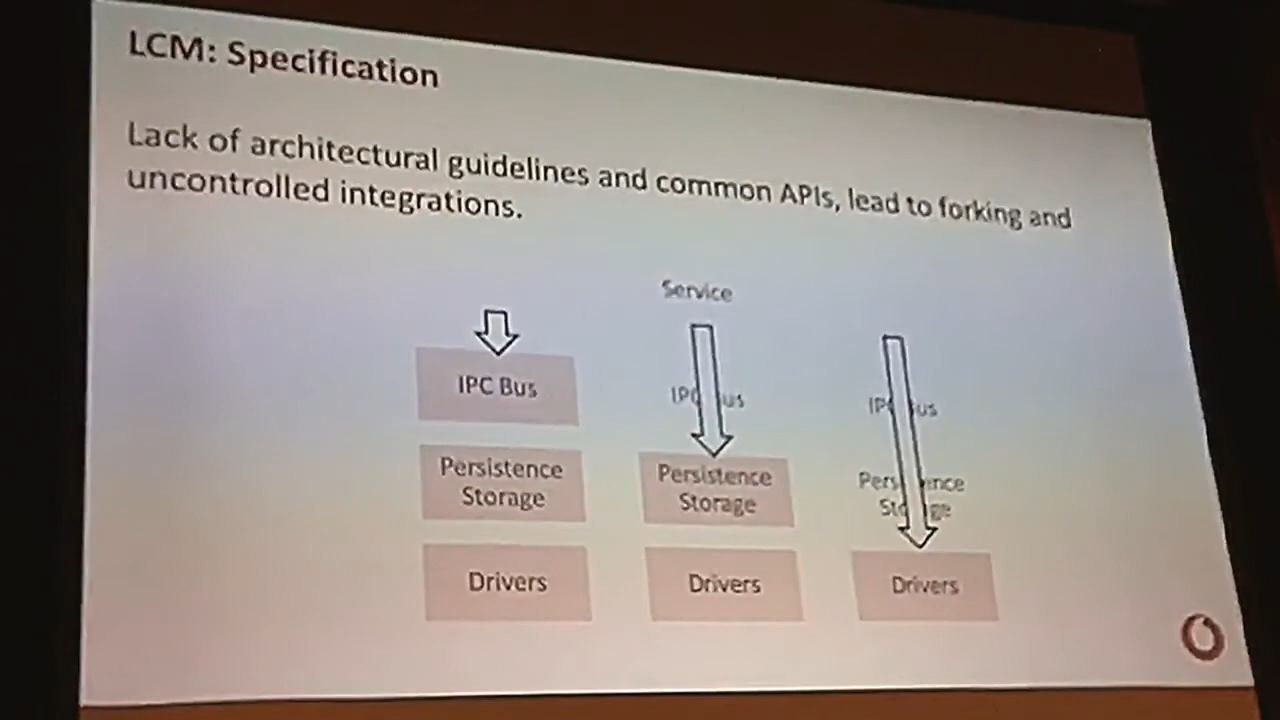 LCM: Specification
Lack of architectural guidelines and common APIs, lead to forking and
uncontrolled integrations.
Service
IPC Bus
Persistence
Storage
Drivers
Persistence
Storage
Drivers
Drivers